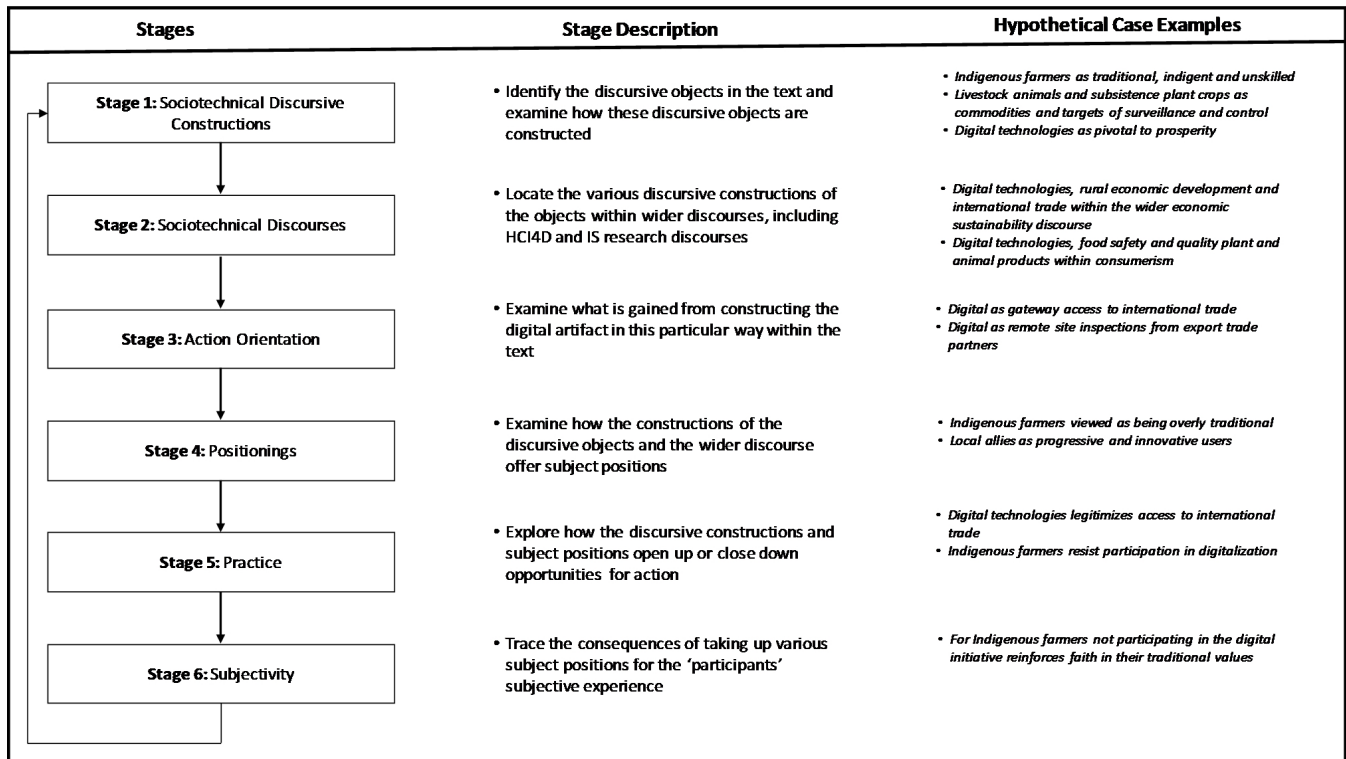 Stages
Stage Description
Hypothetical Case Examples
Stage 1: Sociotechnical Discursive
Constructions
• Identify the discursive objects in the text and
examine how these discursive objects are
constructed
• Indigenous farmers as traditional, indigent and unskilled
• Livestock animals and subsistence plant crops as
commodities and targets of surveillance and control
• Digital technologies as pivotal to prosperity
Stage 2: Sociotechnical Discourses
• Locate the various discursive constructions of
the objects within wider discourses, including
HCI4D and IS research discourses
• Digital technologies, rural economic development and
international trade within the wider economic
sustainability discourse
• Digital technologies, food safety and quality plant and
animal products within consumerism
Stage 3: Action Orientation
• Examine what is gained from constructing the
digital artifact in this particular way within the
text
• Digital as gateway access to international trade
• Digital as remote site inspections from export trade
partners
Stage 4: Positionings
• Examine how the constructions of the
discursive objects and the wider discourse
offer subject positions
• Indigenous farmers viewed as being overly traditional
• Local allies as progressive and innovative users
Stage 5: Practice
• Explore how the discursive constructions and
subject positions open up or close down
opportunities for action
• Digital technologies legitimizes access to international
trade
• Indigenous farmers resist participation in digitalization
Stage 6: Subjectivity
• Trace the consequences of taking up various
subject positions for the ‘participants’
subjective experience
• For Indigenous farmers not participating in the digital
initiative reinforces faith in their traditional values